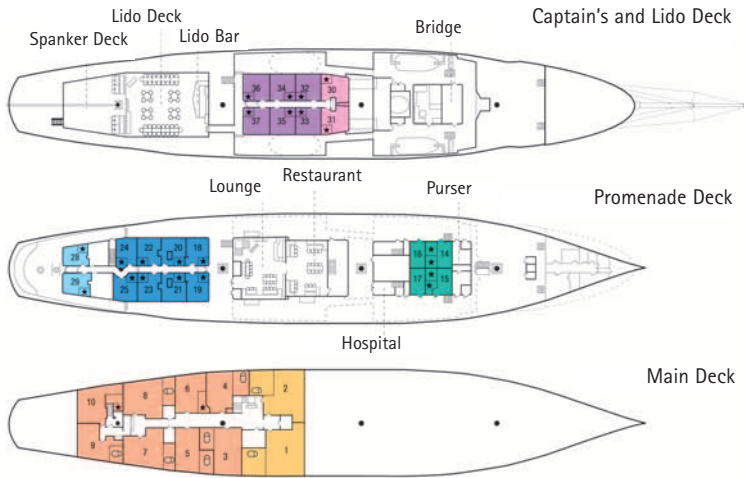 Captain's and Lido Deck
Lido Deck
Bridge
Spanker Deck
Lido Bar
36 34 32 30
37 35 33 31
Restaurant
Lounge
Purser
Promenade Deck
28 24 22 20 18 16 14
29 25 23 21 19 17 15
Hospital
Main Deck
10 8 6 4 2
9 7 5 3 1